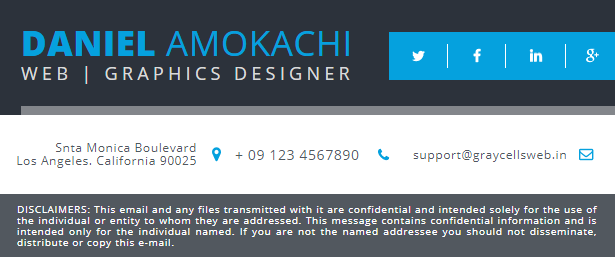 DANIEL AMOKACHI
WEB | GRAPHICS DESIGNER
Snta Monica Boulevard
Los Angeles. California 90025
+ 09 123 4567890
support@graycellsweb.in
DISCLAIMERS: This email and any files transmitted with it are confidential and intended solely for the use of
the individual or entity to whom they are addressed. This message contains confidential information and is
intended only for the individual named. If you are not the named addressee you should not disseminate,
distribute or copy this e-mail.